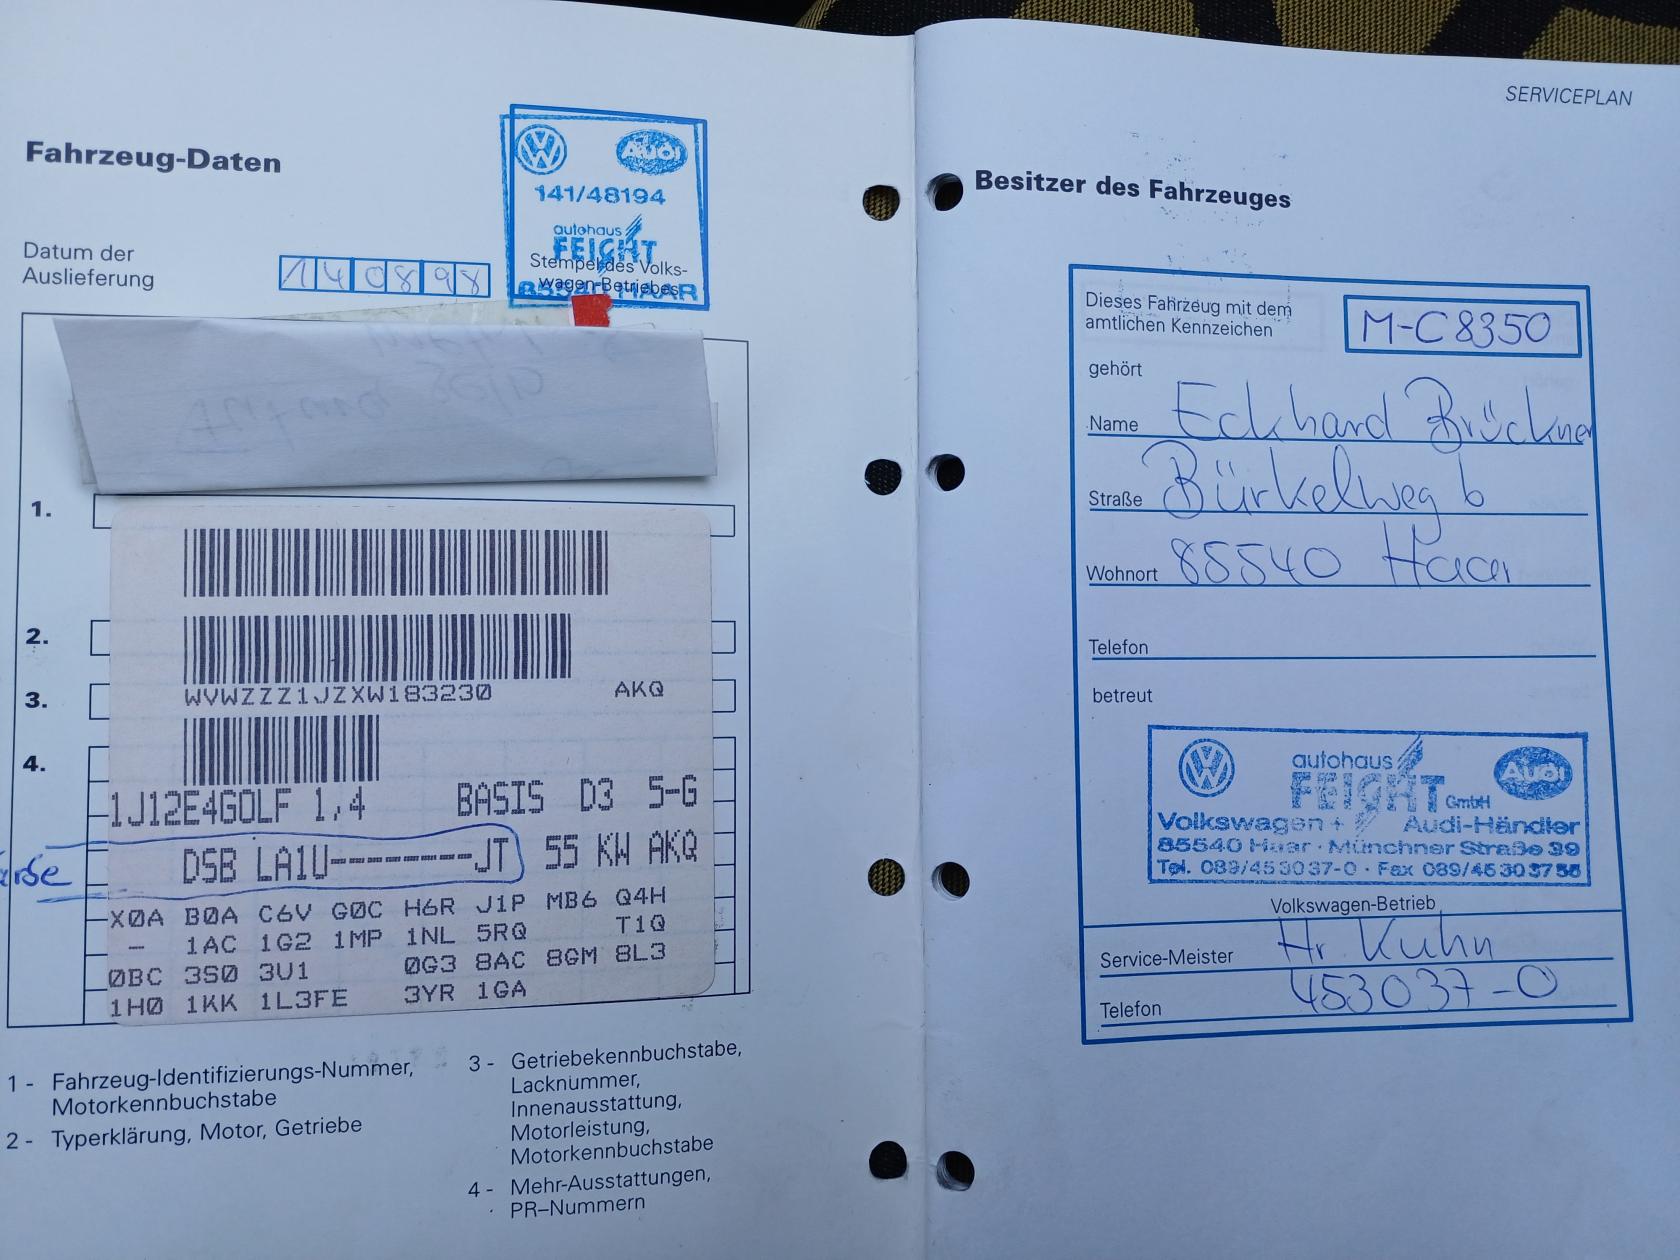 Fahrzeug-Daten
141/48194
autohaus
FEICHT
Stempel des Volks-
wagen-Betriebes
85540 HAAR
Datum der
Auslieferung
140898
1.
2.
3.
4.
WVWZZZ1JZXW183230 AKQ
1J12E4GOLF 1,4 BASIS D3 5-G
DSB LA1U--------JT 55 KW AKQ
X0A B0A C6V G0C H6R J1P MB6 Q4H
- 1AC 1G2 1MP 1NL 5RQ T1Q
0BC 3S0 3U1 0G3 8AC 8GM 8L3
1H0 1KK 1L3FE 3YR 1GA
1 - Fahrzeug-Identifizierungs-Nummer,
Motorkennbuchstabe
2 - Typerklärung, Motor, Getriebe
3 - Getriebekennbuchstabe,
Lacknummer,
Innenausstattung,
Motorleistung,
Motorkennbuchstabe
4 - Mehr-Ausstattungen,
PR–Nummern
SERVICEPLAN
Besitzer des Fahrzeuges
Dieses Fahrzeug mit dem
amtlichen Kennzeichen
M-C8350
gehört
Name Eckhard Brückner
Straße Bürkelweg 6
Wohnort 85540 Haar
Telefon
betreut
autohaus
FEICHT GmbH
Audi
Volkswagen + Audi-Händler
85540 Haar · Münchner Straße 39
Tel. 089/453037-0 · Fax 089/45303756
Volkswagen-Betrieb
Service-Meister Hr Kuhn
Telefon 453037-0